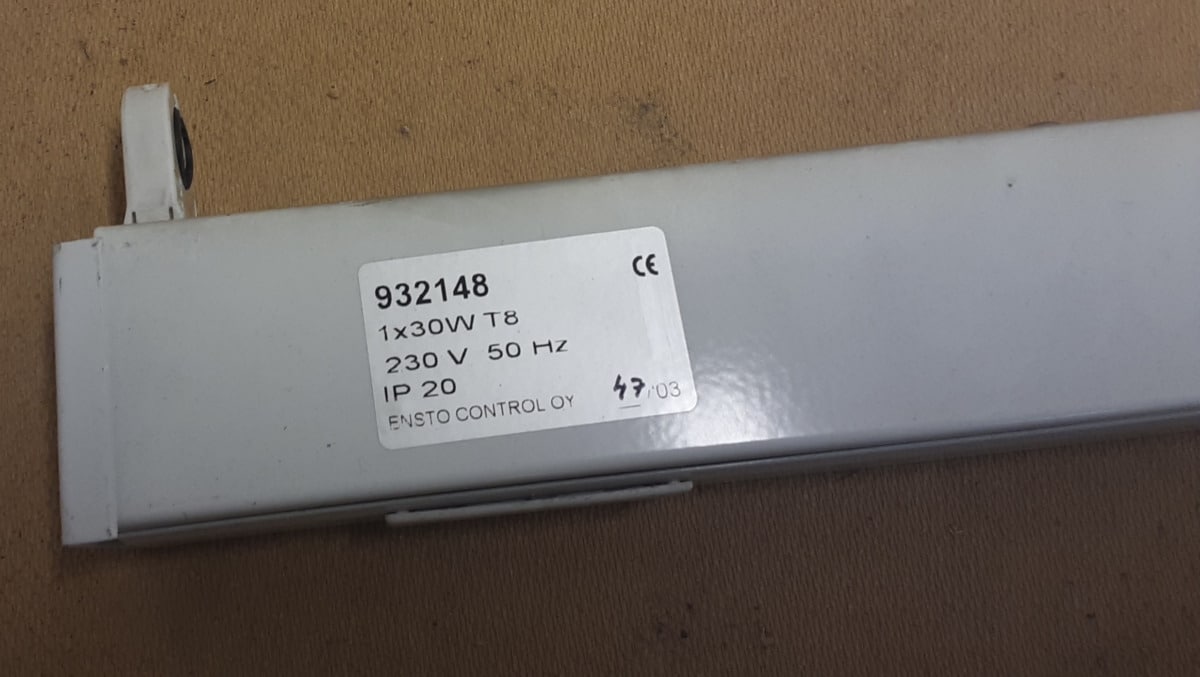 932148
CE
1x30W T8
230 V 50 Hz
IP 20
ENSTO CONTROL OY 47/03